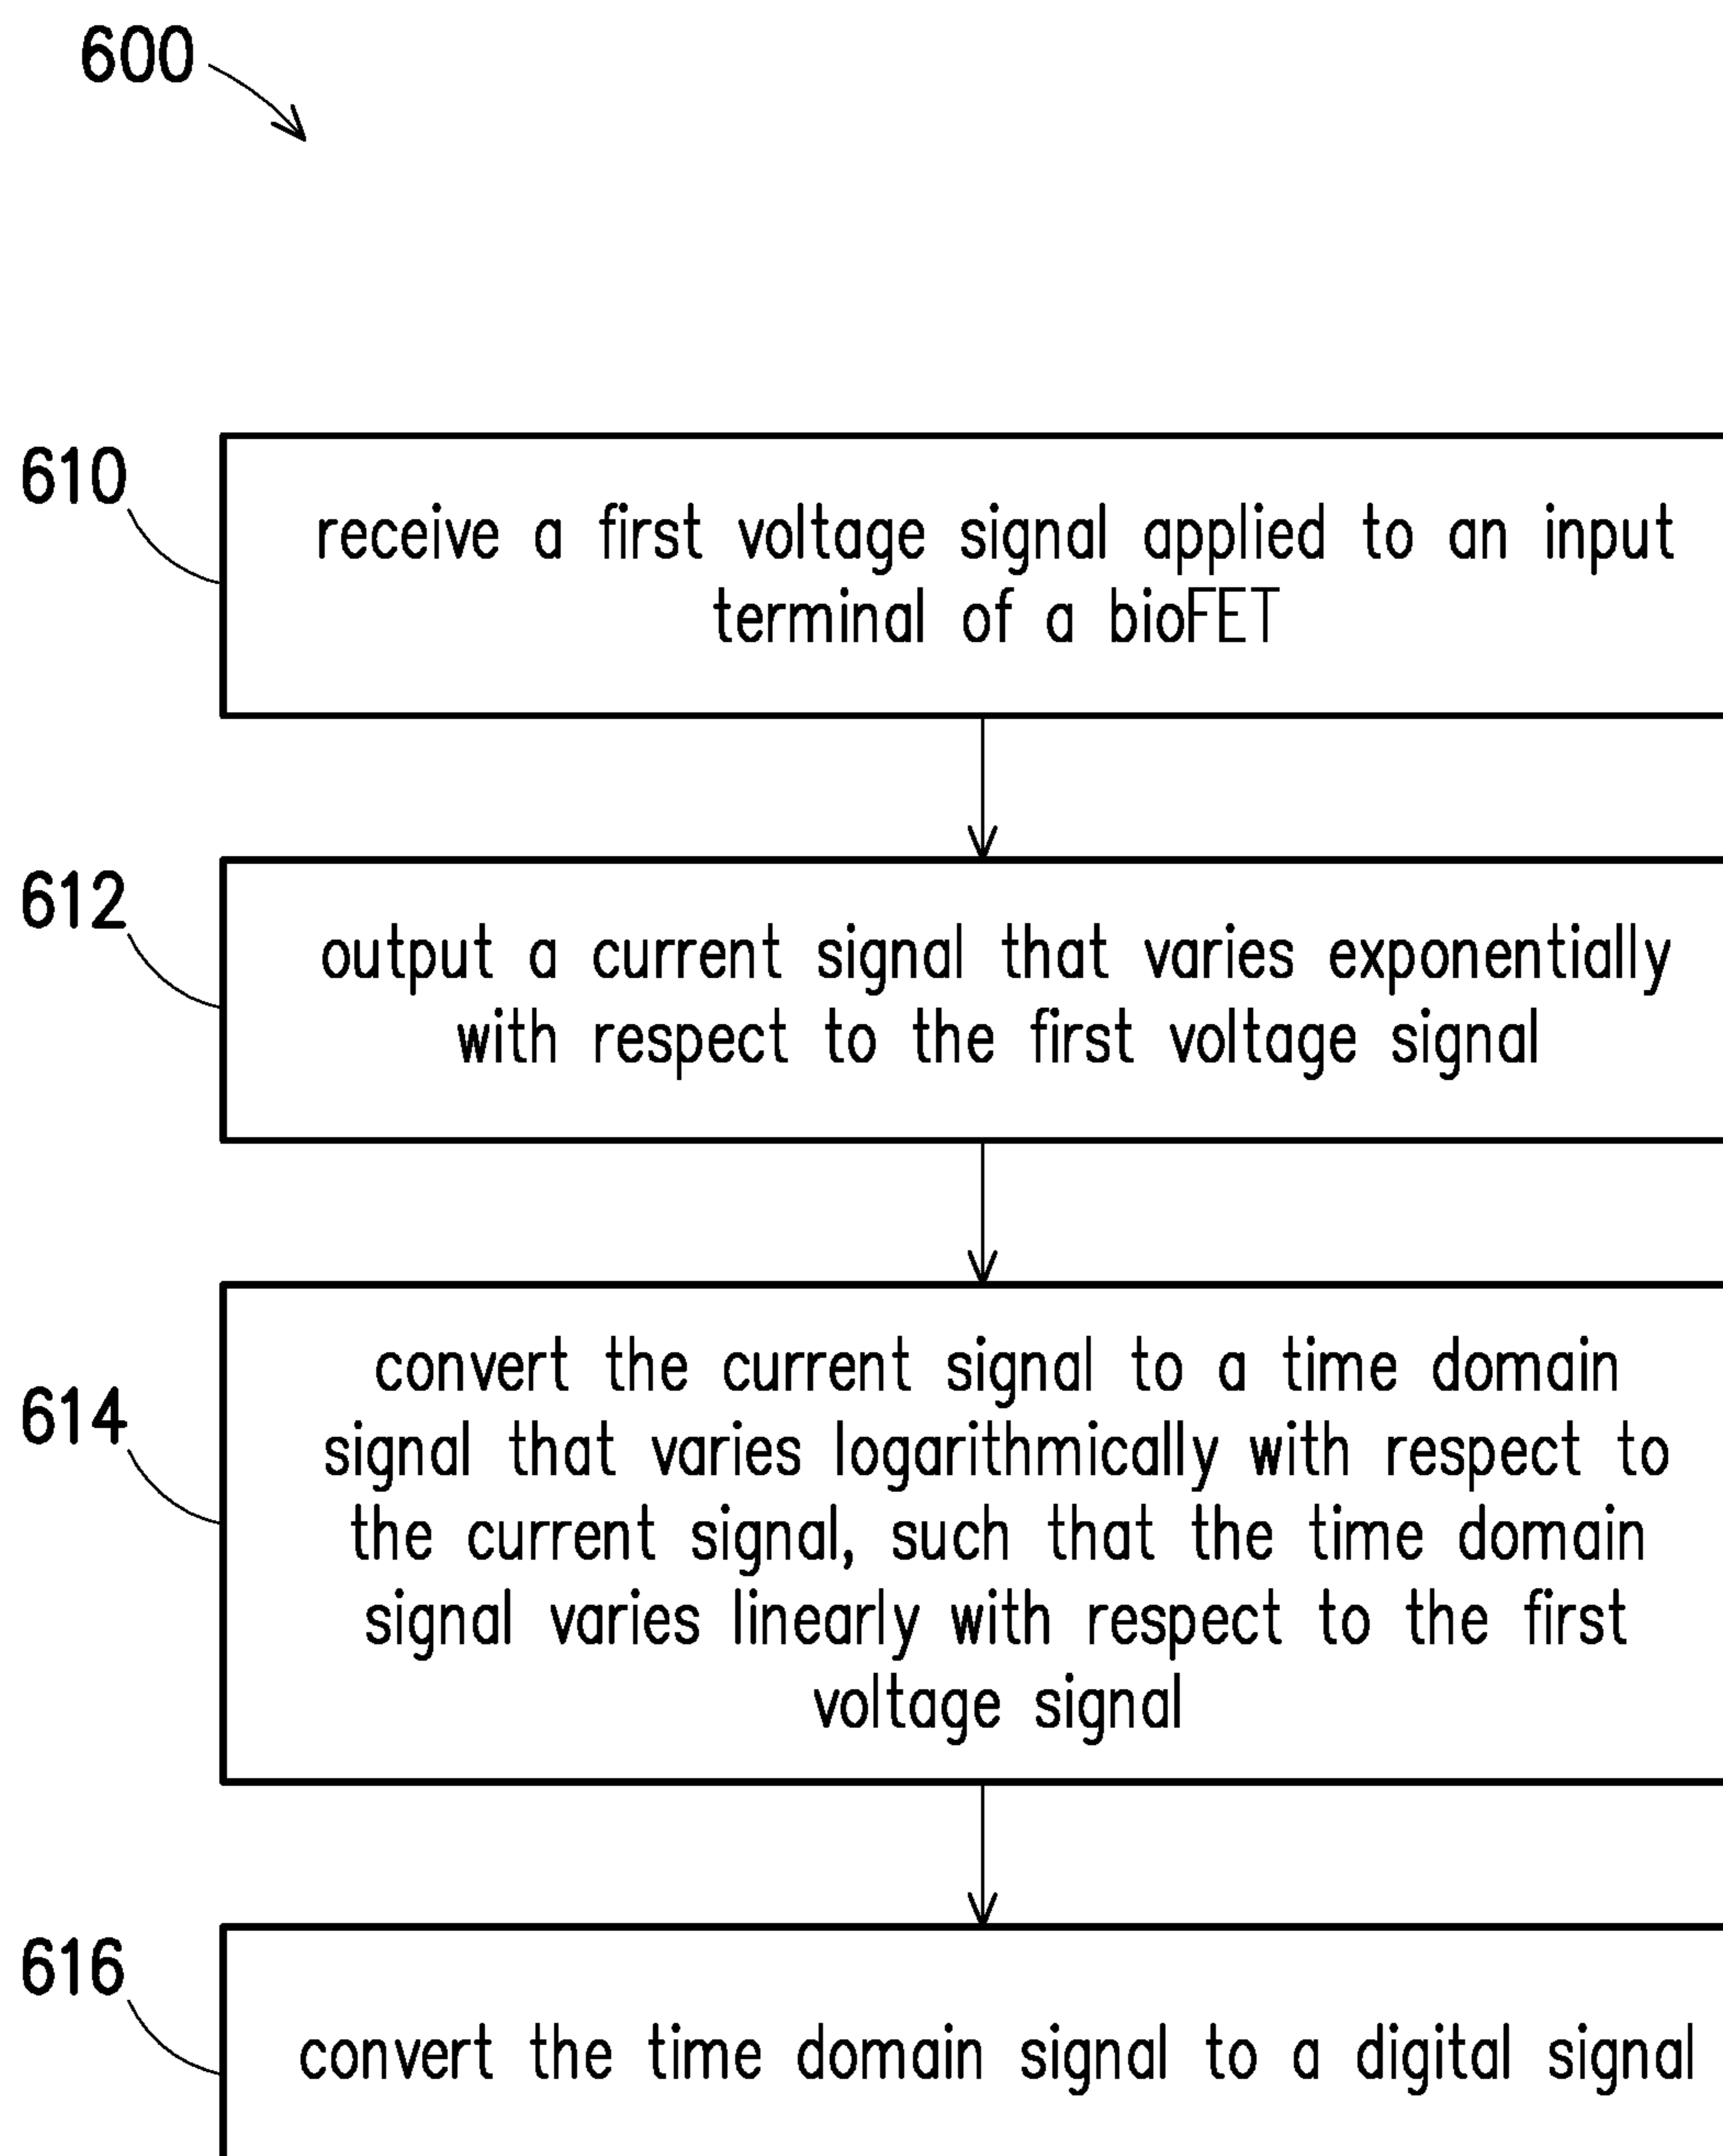 600
610
receive a first voltage signal applied to an input
terminal of a bioFET
612
output a current signal that varies exponentially
with respect to the first voltage signal
614
convert the current signal to a time domain
signal that varies logarithmically with respect to
the current signal, such that the time domain
signal varies linearly with respect to the first
voltage signal
616
convert the time domain signal to a digital signal